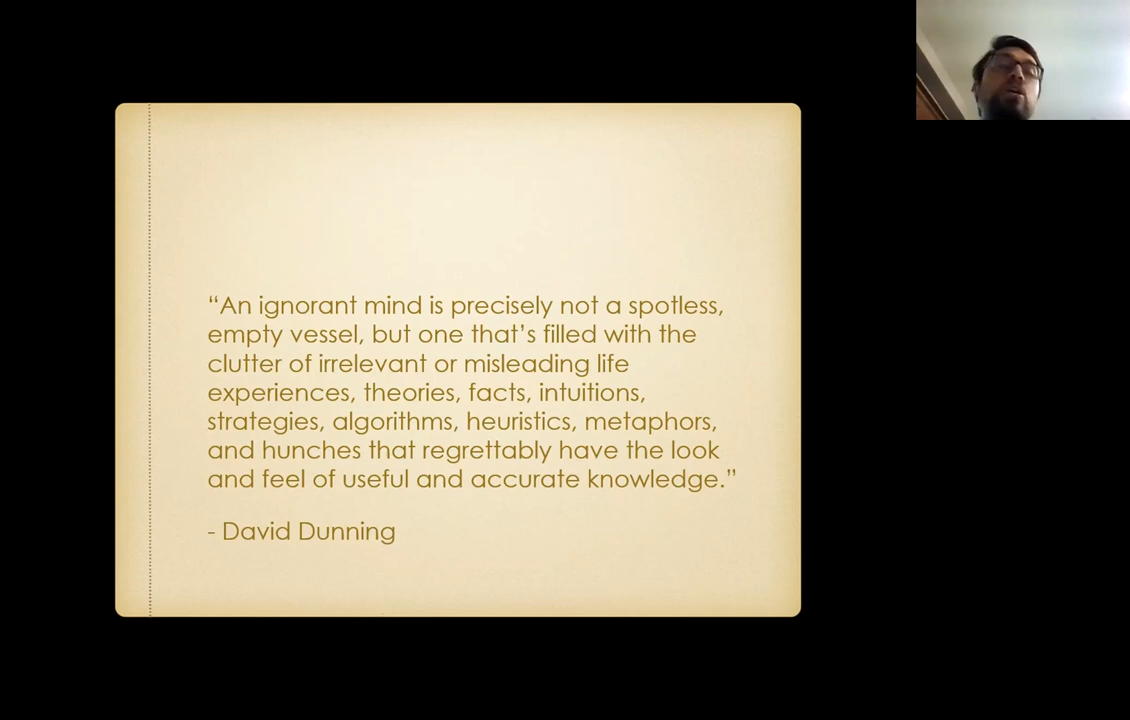 “An ignorant mind is precisely not a spotless,
empty vessel, but one that’s filled with the
clutter of irrelevant or misleading life
experiences, theories, facts, intuitions,
strategies, algorithms, heuristics, metaphors,
and hunches that regrettably have the look
and feel of useful and accurate knowledge.”
- David Dunning